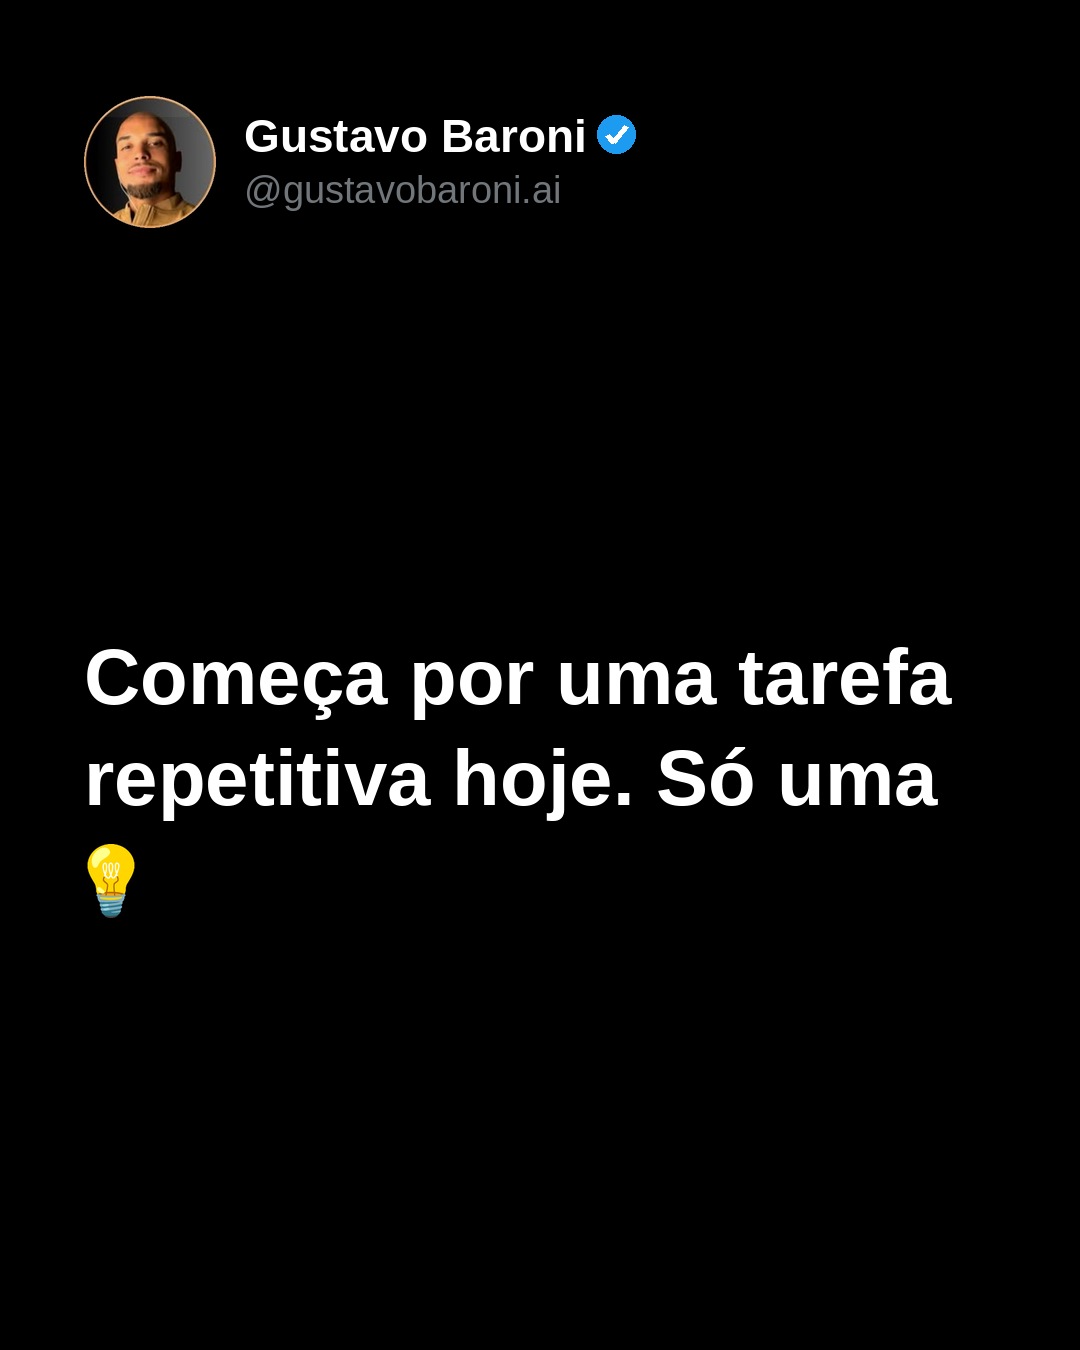 Gustavo Baroni
@gustavobaroni.ai
Começa por uma tarefa
repetitiva hoje. Só uma
💡